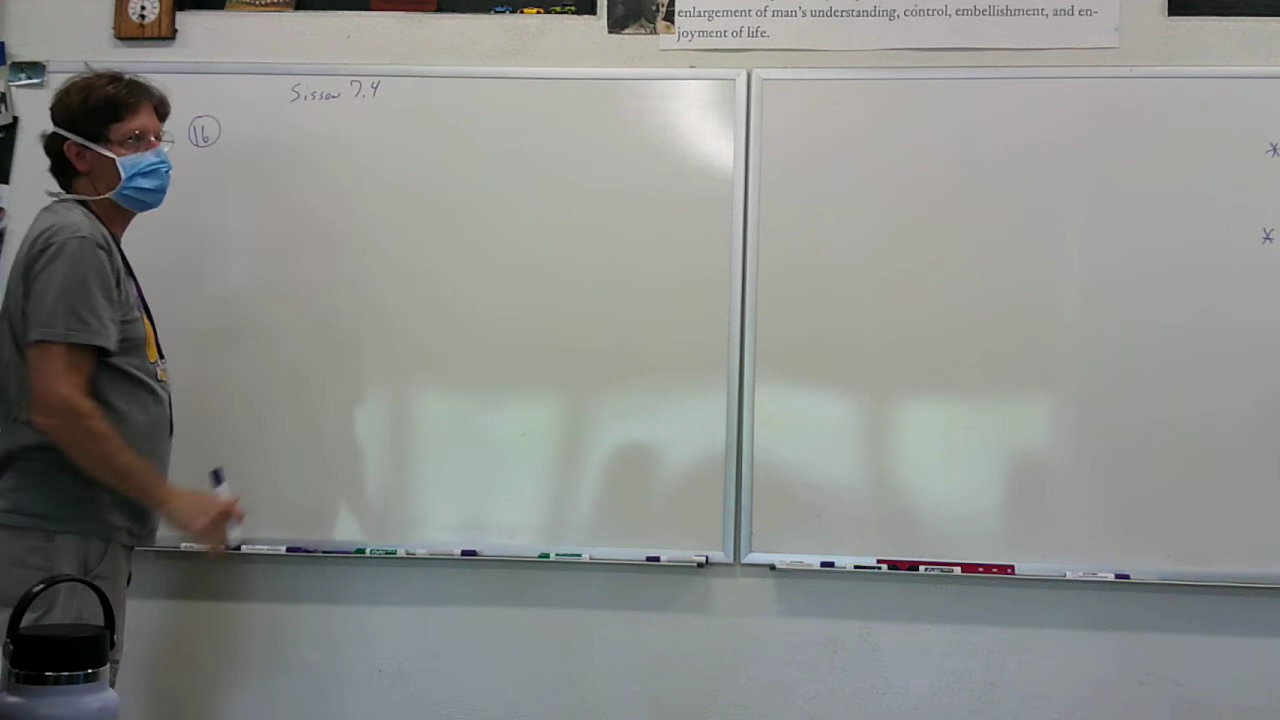 enlargement of man's understanding, control, embellishment, and en-
joyment of life.
Sisson 7.4
16
*
*